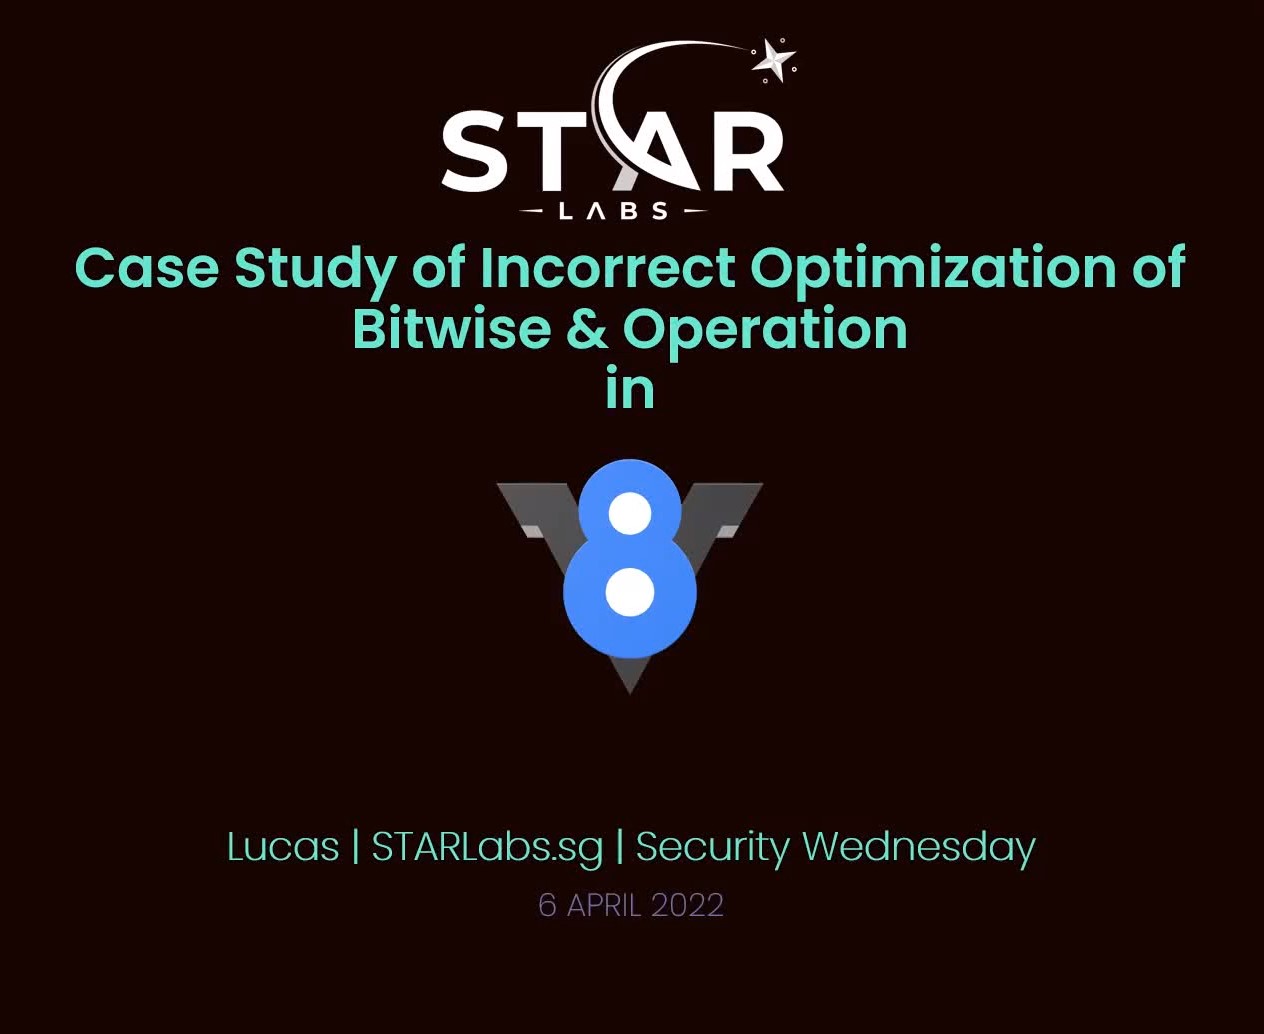 STAR
LABS
Case Study of Incorrect Optimization of
Bitwise & Operation
in
V8
Lucas | STARLabs.sg | Security Wednesday
6 APRIL 2022